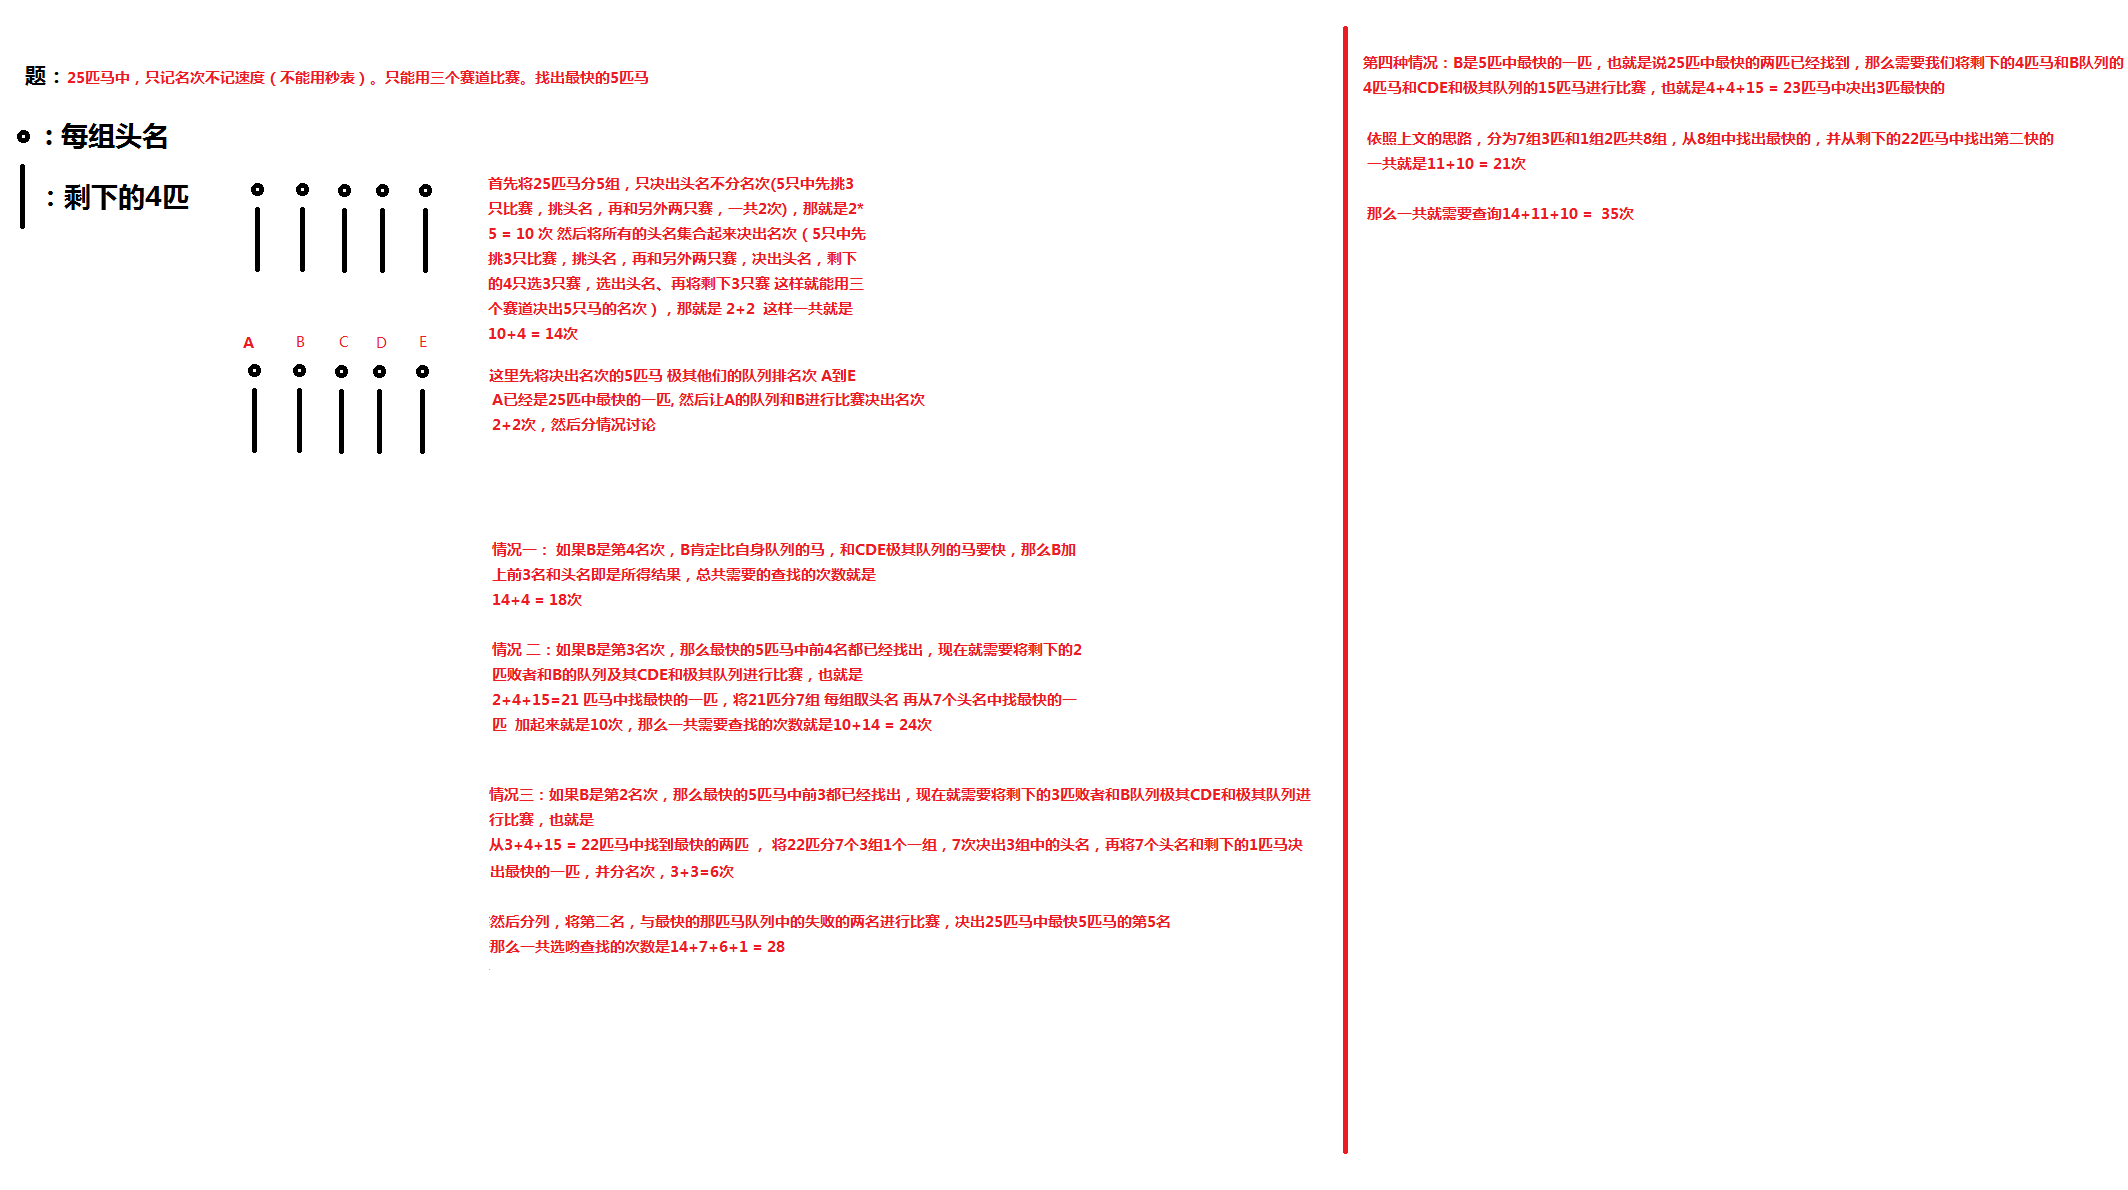 题：25匹马中，只记名次不记速度（不能用秒表）。只能用三个赛道比赛。找出最快的5匹马
：每组头名
：剩下的4匹
首先将25匹马分5组，只决出头名不分名次(5只中先挑3
只比赛，挑头名，再和另外两只赛，一共2次)，那就是2*
5 = 10 次 然后将所有的头名集合起来决出名次（5只中先
挑3只比赛，挑头名，再和另外两只赛，决出头名，剩下
的4只选3只赛，选出头名、再将剩下3只赛 这样就能用三
个赛道决出5只马的名次），那就是 2+2 这样一共就是
10+4 = 14次
A B C D E
这里先将决出名次的5匹马 极其他们的队列排名次 A到E
A已经是25匹中最快的一匹, 然后让A的队列和B进行比赛决出名次
2+2次，然后分情况讨论
情况一： 如果B是第4名次，B肯定比自身队列的马，和CDE极其队列的马要快，那么B加
上前3名和头名即是所得结果，总共需要的查找的次数就是
14+4 = 18次
情况 二：如果B是第3名次，那么最快的5匹马中前4名都已经找出，现在就需要将剩下的2
匹败者和B的队列及其CDE和极其队列进行比赛，也就是
2+4+15=21 匹马中找最快的一匹，将21匹分7组 每组取头名 再从7个头名中找最快的一
匹 加起来就是10次，那么一共需要查找的次数就是10+14 = 24次
情况三：如果B是第2名次，那么最快的5匹马中前3都已经找出，现在就需要将剩下的3匹败者和B队列极其CDE和极其队列进
行比赛，也就是
从3+4+15 = 22匹马中找到最快的两匹 ， 将22匹分7个3组1个一组，7次决出3组中的头名，再将7个头名和剩下的1匹马决
出最快的一匹，并分名次，3+3=6次
然后分列，将第二名，与最快的那匹马队列中的失败的两名进行比赛，决出25匹马中最快5匹马的第5名
那么一共选哟查找的次数是14+7+6+1 = 28
第四种情况：B是5匹中最快的一匹，也就是说25匹中最快的两匹已经找到，那么需要我们将剩下的4匹马和B队列的
4匹马和CDE和极其队列的15匹马进行比赛，也就是4+4+15 = 23匹马中决出3匹最快的
依照上文的思路，分为7组3匹和1组2匹共8组，从8组中找出最快的，并从剩下的22匹马中找出第二快的
一共就是11+10 = 21次
那么一共就需要查询14+11+10 = 35次